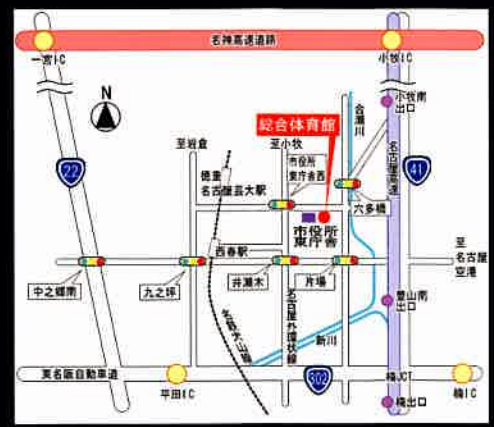 名神高速道路
一宮IC
小牧IC
N
小牧南
出口
総合体育館
合瀬川
至岩倉
至小牧
徳重
名古屋芸大駅
市役所
東庁舎西
名古屋高速
22
41
穴多橋
市役所
東庁舎
西春駅
至
名古屋
空港
中之郷南
九之坪
井瀬木
片場
名古屋外環状線
名鉄犬山線
新川
豊山南
出口
東名阪自動車道
302
楠JCT
平田IC
楠IC
楠出口